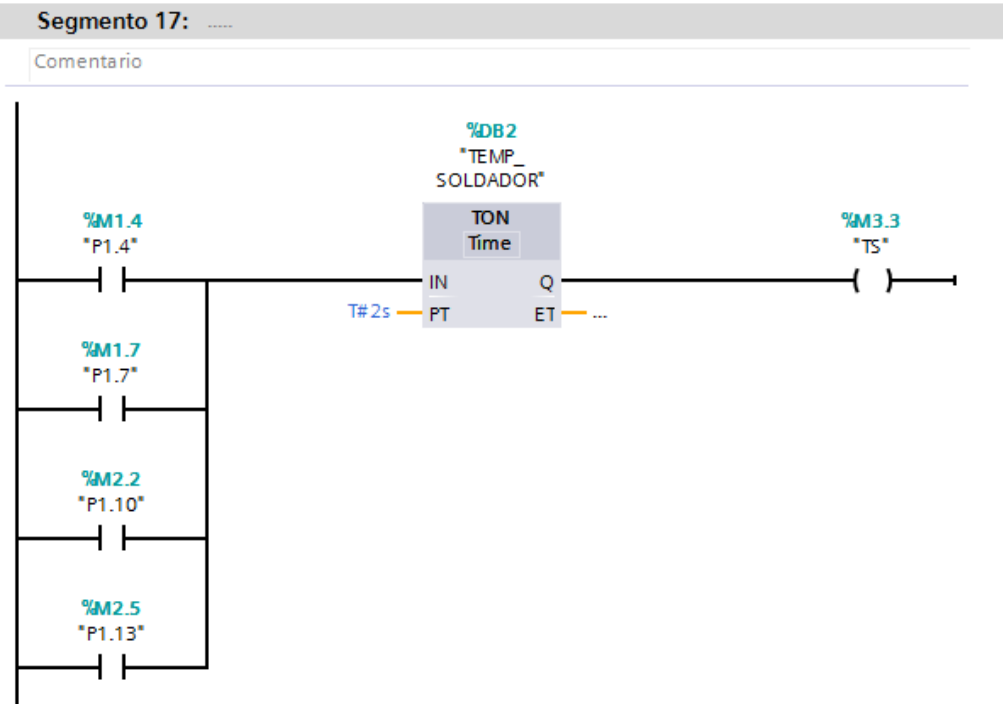 Segmento 17: .....
Comentario
%DB2
"TEMP_
SOLDADOR"
TON
Time
%M1.4
"P1.4"
%M3.3
"TS"
IN
Q
T#2s
PT
ET
...
%M1.7
"P1.7"
%M2.2
"P1.10"
%M2.5
"P1.13"